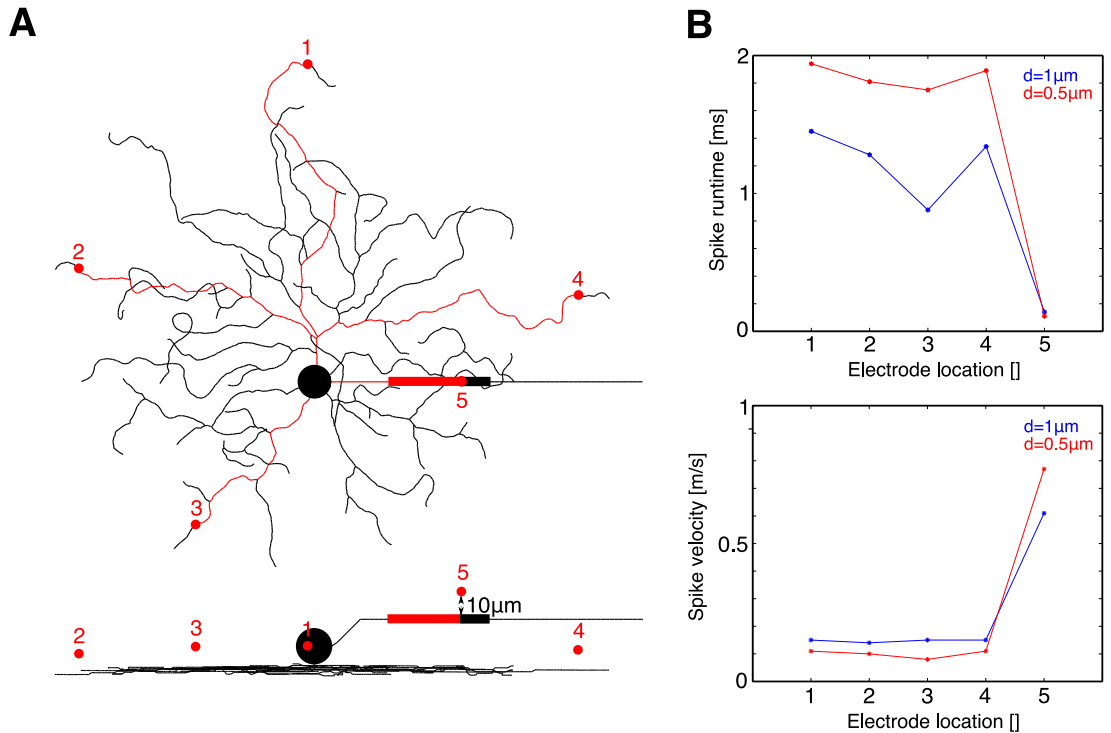 A
1
2
4
5
3
5
10µm
2
3
1
4
B
2
1
0
Spike runtime [ms]
d=1µm
d=0.5µm
1 2 3 4 5
Electrode location []
1
0.5
0
Spike velocity [m/s]
d=1µm
d=0.5µm
1 2 3 4 5
Electrode location []